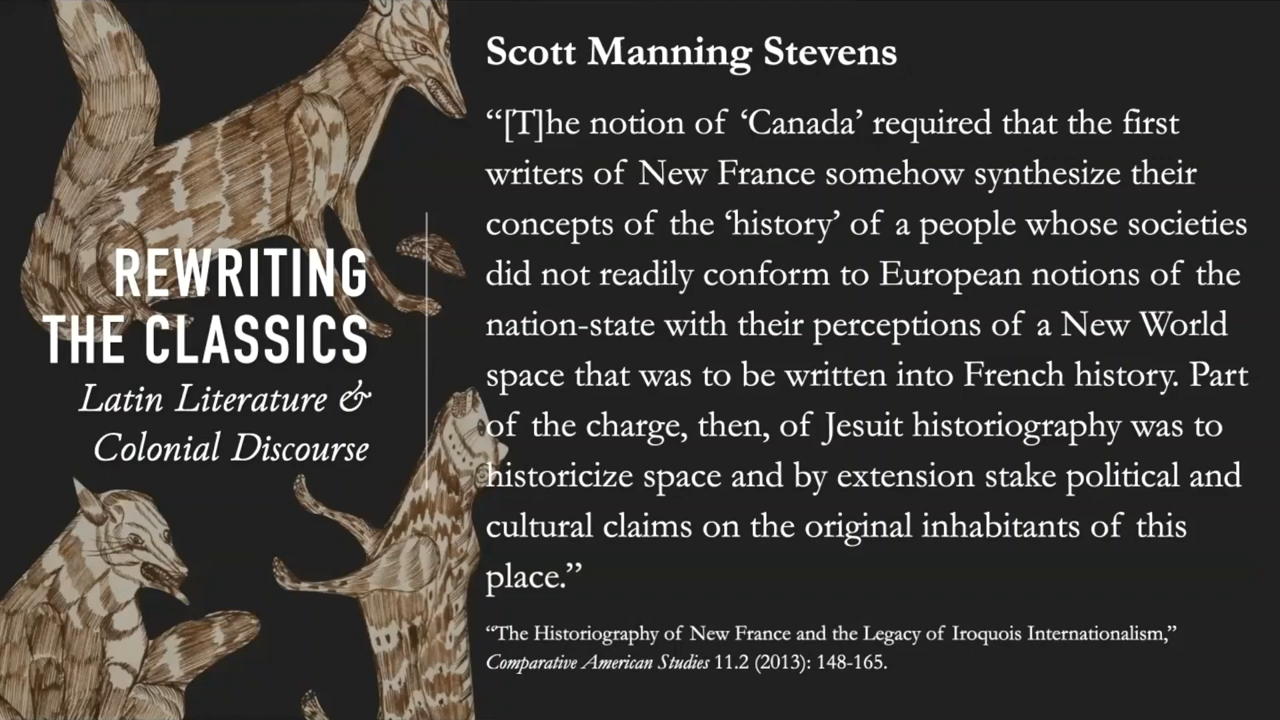 REWRITING
THE CLASSICS
Latin Literature &
Colonial Discourse
Scott Manning Stevens
“[T]he notion of ‘Canada’ required that the first
writers of New France somehow synthesize their
concepts of the ‘history’ of a people whose societies
did not readily conform to European notions of the
nation-state with their perceptions of a New World
space that was to be written into French history. Part
of the charge, then, of Jesuit historiography was to
historicize space and by extension stake political and
cultural claims on the original inhabitants of this
place.”
“The Historiography of New France and the Legacy of Iroquois Internationalism,”
Comparative American Studies 11.2 (2013): 148-165.